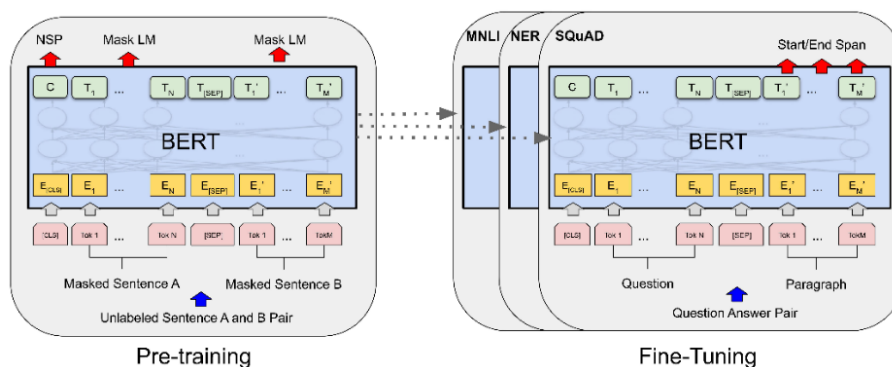 NSP Mask LM Mask LM
C T1 ... TN T[SEP] T1' ... TM'
BERT
E[CLS] E1 ... EN E[SEP] E1' ... EM'
[CLS] Tok 1 ... Tok N [SEP] Tok 1 ... TokM
Masked Sentence A Masked Sentence B
Unlabeled Sentence A and B Pair
Pre-training
MNLI NER SQuAD
Start/End Span
C T1 ... TN T[SEP] T1' ... TM'
BERT
E[CLS] E1 ... EN E[SEP] E1' ... EM'
[CLS] Tok 1 ... Tok N [SEP] Tok 1 ... TokM
Question Paragraph
Question Answer Pair
Fine-Tuning